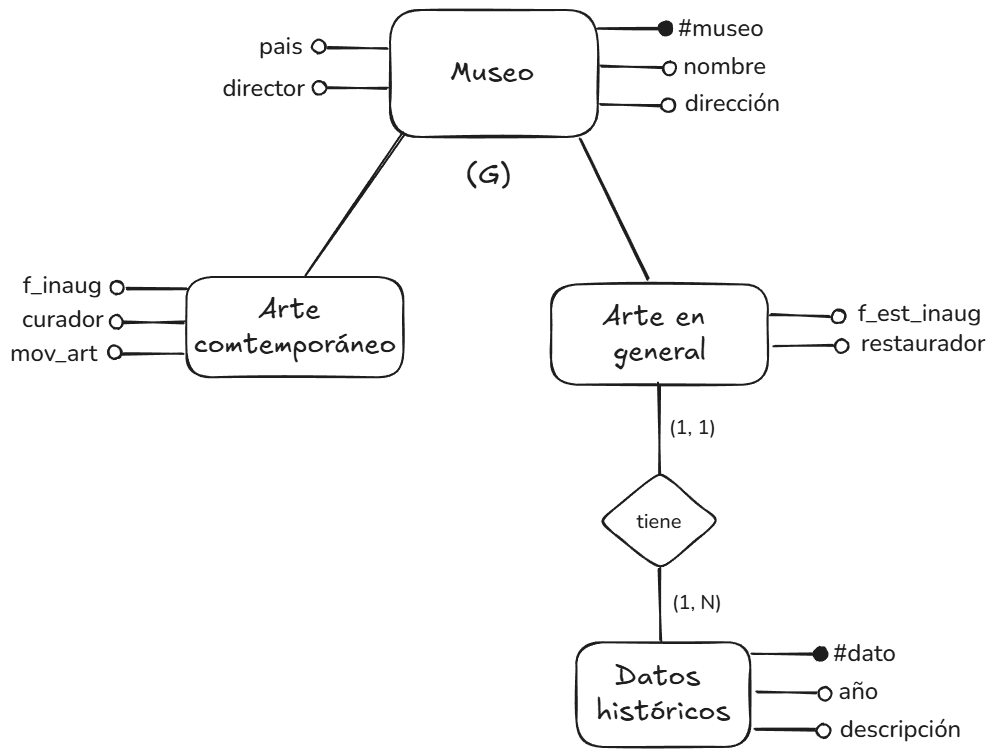 pais
director
Museo
#museo
nombre
dirección
(G)
f_inaug
curador
mov_art
Arte
comtemporáneo
Arte en
general
f_est_inaug
restaurador
(1, 1)
tiene
(1, N)
Datos
históricos
#dato
año
descripción